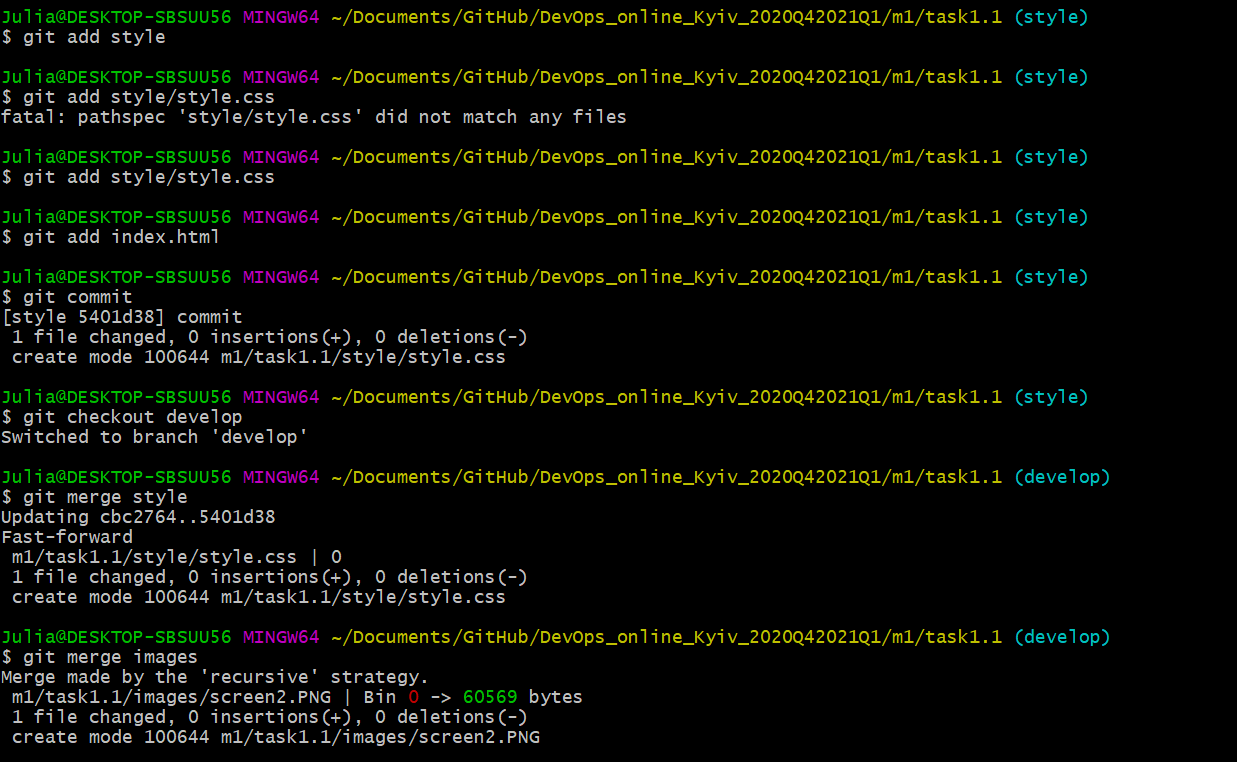 Julia@DESKTOP-SBSUU56 MINGW64 ~/Documents/GitHub/DevOps_online_Kyiv_2020Q42021Q1/m1/task1.1 (style)
$ git add style
Julia@DESKTOP-SBSUU56 MINGW64 ~/Documents/GitHub/DevOps_online_Kyiv_2020Q42021Q1/m1/task1.1 (style)
$ git add style/style.css
fatal: pathspec 'style/style.css' did not match any files
Julia@DESKTOP-SBSUU56 MINGW64 ~/Documents/GitHub/DevOps_online_Kyiv_2020Q42021Q1/m1/task1.1 (style)
$ git add style/style.css
Julia@DESKTOP-SBSUU56 MINGW64 ~/Documents/GitHub/DevOps_online_Kyiv_2020Q42021Q1/m1/task1.1 (style)
$ git add index.html
Julia@DESKTOP-SBSUU56 MINGW64 ~/Documents/GitHub/DevOps_online_Kyiv_2020Q42021Q1/m1/task1.1 (style)
$ git commit
[style 5401d38] commit
 1 file changed, 0 insertions(+), 0 deletions(-)
 create mode 100644 m1/task1.1/style/style.css
Julia@DESKTOP-SBSUU56 MINGW64 ~/Documents/GitHub/DevOps_online_Kyiv_2020Q42021Q1/m1/task1.1 (style)
$ git checkout develop
Switched to branch 'develop'
Julia@DESKTOP-SBSUU56 MINGW64 ~/Documents/GitHub/DevOps_online_Kyiv_2020Q42021Q1/m1/task1.1 (develop)
$ git merge style
Updating cbc2764..5401d38
Fast-forward
 m1/task1.1/style/style.css | 0
 1 file changed, 0 insertions(+), 0 deletions(-)
 create mode 100644 m1/task1.1/style/style.css
Julia@DESKTOP-SBSUU56 MINGW64 ~/Documents/GitHub/DevOps_online_Kyiv_2020Q42021Q1/m1/task1.1 (develop)
$ git merge images
Merge made by the 'recursive' strategy.
 m1/task1.1/images/screen2.PNG | Bin 0 -> 60569 bytes
 1 file changed, 0 insertions(+), 0 deletions(-)
 create mode 100644 m1/task1.1/images/screen2.PNG